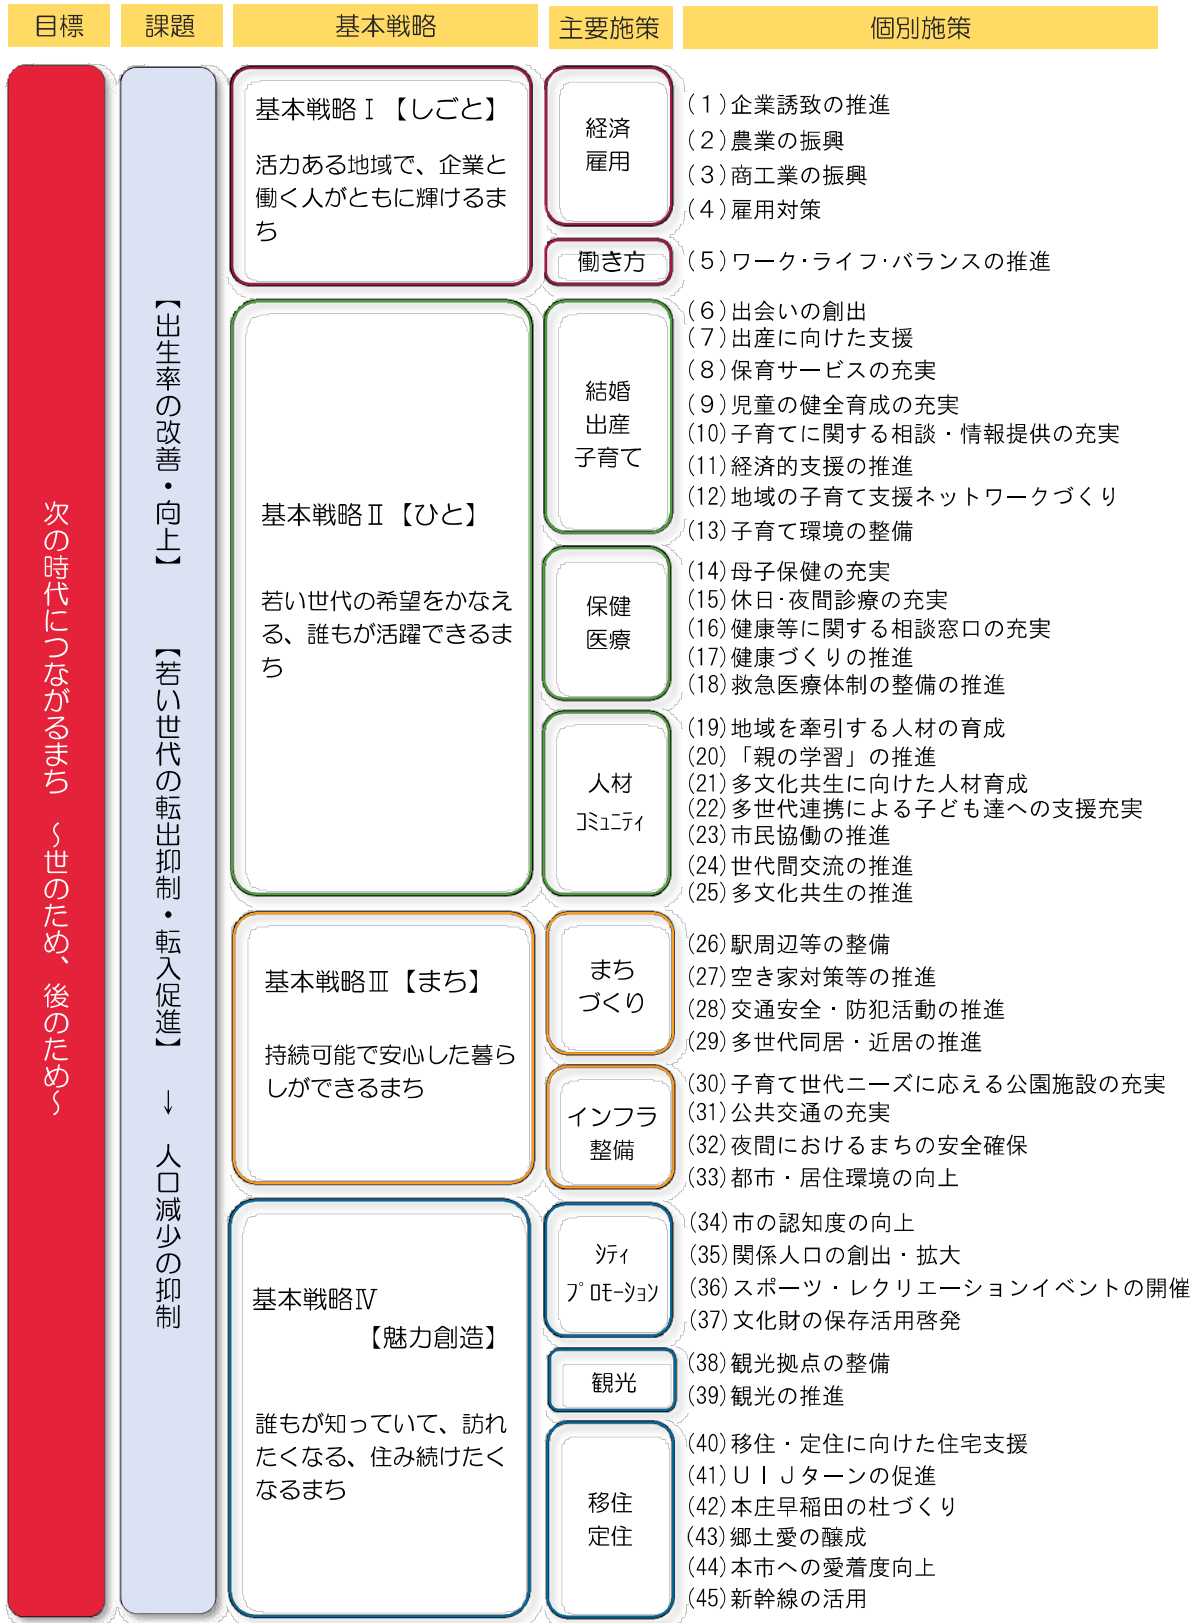 目標
課題
基本戦略
主要施策
個別施策
次の時代につながるまち　～世のため、後のため～
【出生率の改善・向上】　【若い世代の転出抑制・転入促進】　→　人口減少の抑制
基本戦略Ⅰ【しごと】
活力ある地域で、企業と
働く人がともに輝けるま
ち
経済
雇用
(１)企業誘致の推進
(２)農業の振興
(３)商工業の振興
(４)雇用対策
働き方
(５)ワーク･ライフ･バランスの推進
基本戦略Ⅱ【ひと】
若い世代の希望をかなえ
る、誰もが活躍できるま
ち
結婚
出産
子育て
(６)出会いの創出
(７)出産に向けた支援
(８)保育サービスの充実
(９)児童の健全育成の充実
(10)子育てに関する相談・情報提供の充実
(11)経済的支援の推進
(12)地域の子育て支援ネットワークづくり
(13)子育て環境の整備
保健
医療
(14)母子保健の充実
(15)休日･夜間診療の充実
(16)健康等に関する相談窓口の充実
(17)健康づくりの推進
(18)救急医療体制の整備の推進
人材
ｺﾐｭﾆﾃｨ
(19)地域を牽引する人材の育成
(20)「親の学習」の推進
(21)多文化共生に向けた人材育成
(22)多世代連携による子ども達への支援充実
(23)市民協働の推進
(24)世代間交流の推進
(25)多文化共生の推進
基本戦略Ⅲ【まち】
持続可能で安心した暮ら
しができるまち
まち
づくり
(26)駅周辺等の整備
(27)空き家対策等の推進
(28)交通安全・防犯活動の推進
(29)多世代同居・近居の推進
インフラ
整備
(30)子育て世代ニーズに応える公園施設の充実
(31)公共交通の充実
(32)夜間におけるまちの安全確保
(33)都市・居住環境の向上
基本戦略Ⅳ
【魅力創造】
誰もが知っていて、訪れ
たくなる、住み続けたく
なるまち
ｼﾃｨ
ﾌﾟﾛﾓｰｼｮﾝ
(34)市の認知度の向上
(35)関係人口の創出・拡大
(36)スポーツ・レクリエーションイベントの開催
(37)文化財の保存活用啓発
観光
(38)観光拠点の整備
(39)観光の推進
移住
定住
(40)移住・定住に向けた住宅支援
(41)ＵＩＪターンの促進
(42)本庄早稲田の杜づくり
(43)郷土愛の醸成
(44)本市への愛着度向上
(45)新幹線の活用